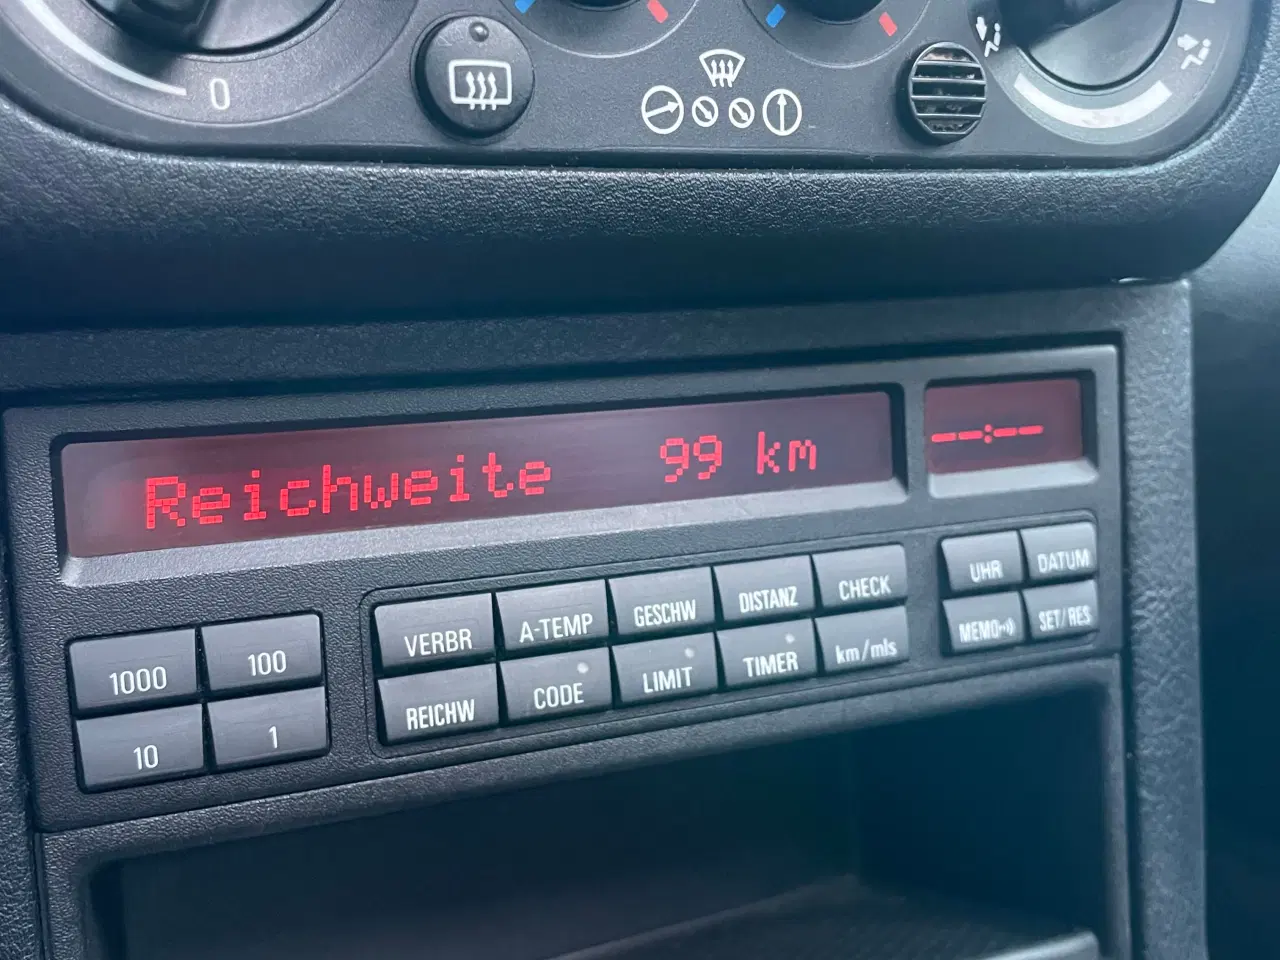 0
Reichweite 99 km
--:--
1000 100
10 1
VERBR A-TEMP GESCHW DISTANZ CHECK
REICHW CODE LIMIT TIMER km/mls
UHR DATUM
MEMO SET/RES